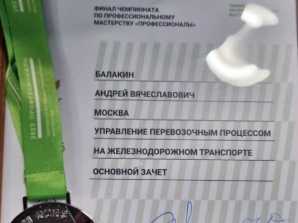 ФИНАЛ ЧЕМПИОНАТА
ПО ПРОФЕССИОНАЛЬНОМУ
МАСТЕРСТВУ «ПРОФЕССИОНАЛЫ»
БАЛАКИН
АНДРЕЙ ВЯЧЕСЛАВОВИЧ
МОСКВА
УПРАВЛЕНИЕ ПЕРЕВОЗОЧНЫМ ПРОЦЕССОМ
НА ЖЕЛЕЗНОДОРОЖНОМ ТРАНСПОРТЕ
ОСНОВНОЙ ЗАЧЕТ